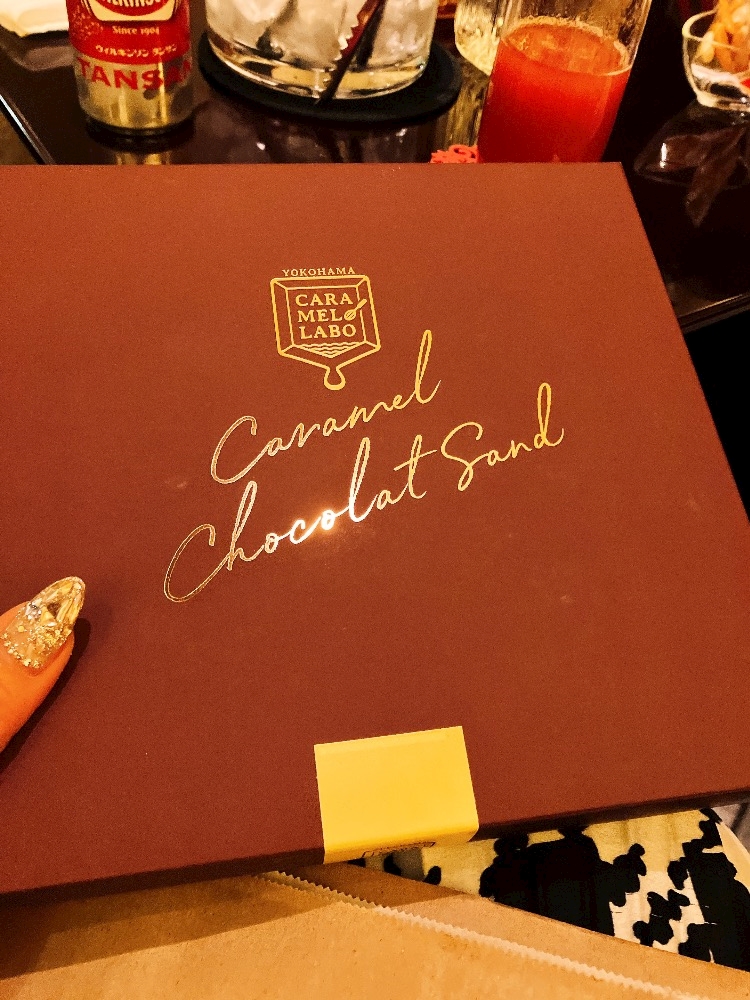 Since 1904
ウィルキンソン タンサン
TANSAN
YOKOHAMA
CARA
MEL
LABO
Caramel
Chocolat Sand